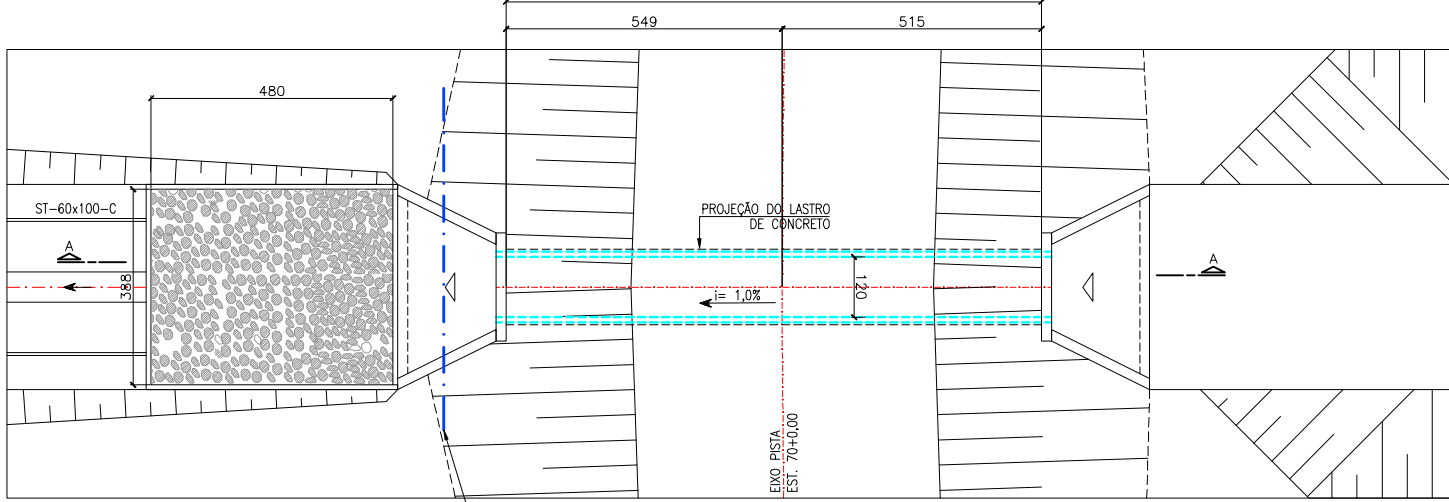 549
515
480
ST-60x100-C
PROJEÇÃO DO LASTRO
DE CONCRETO
A
A
388
120
i= 1,0%
EIXO PISTA
EST. 70+0,00